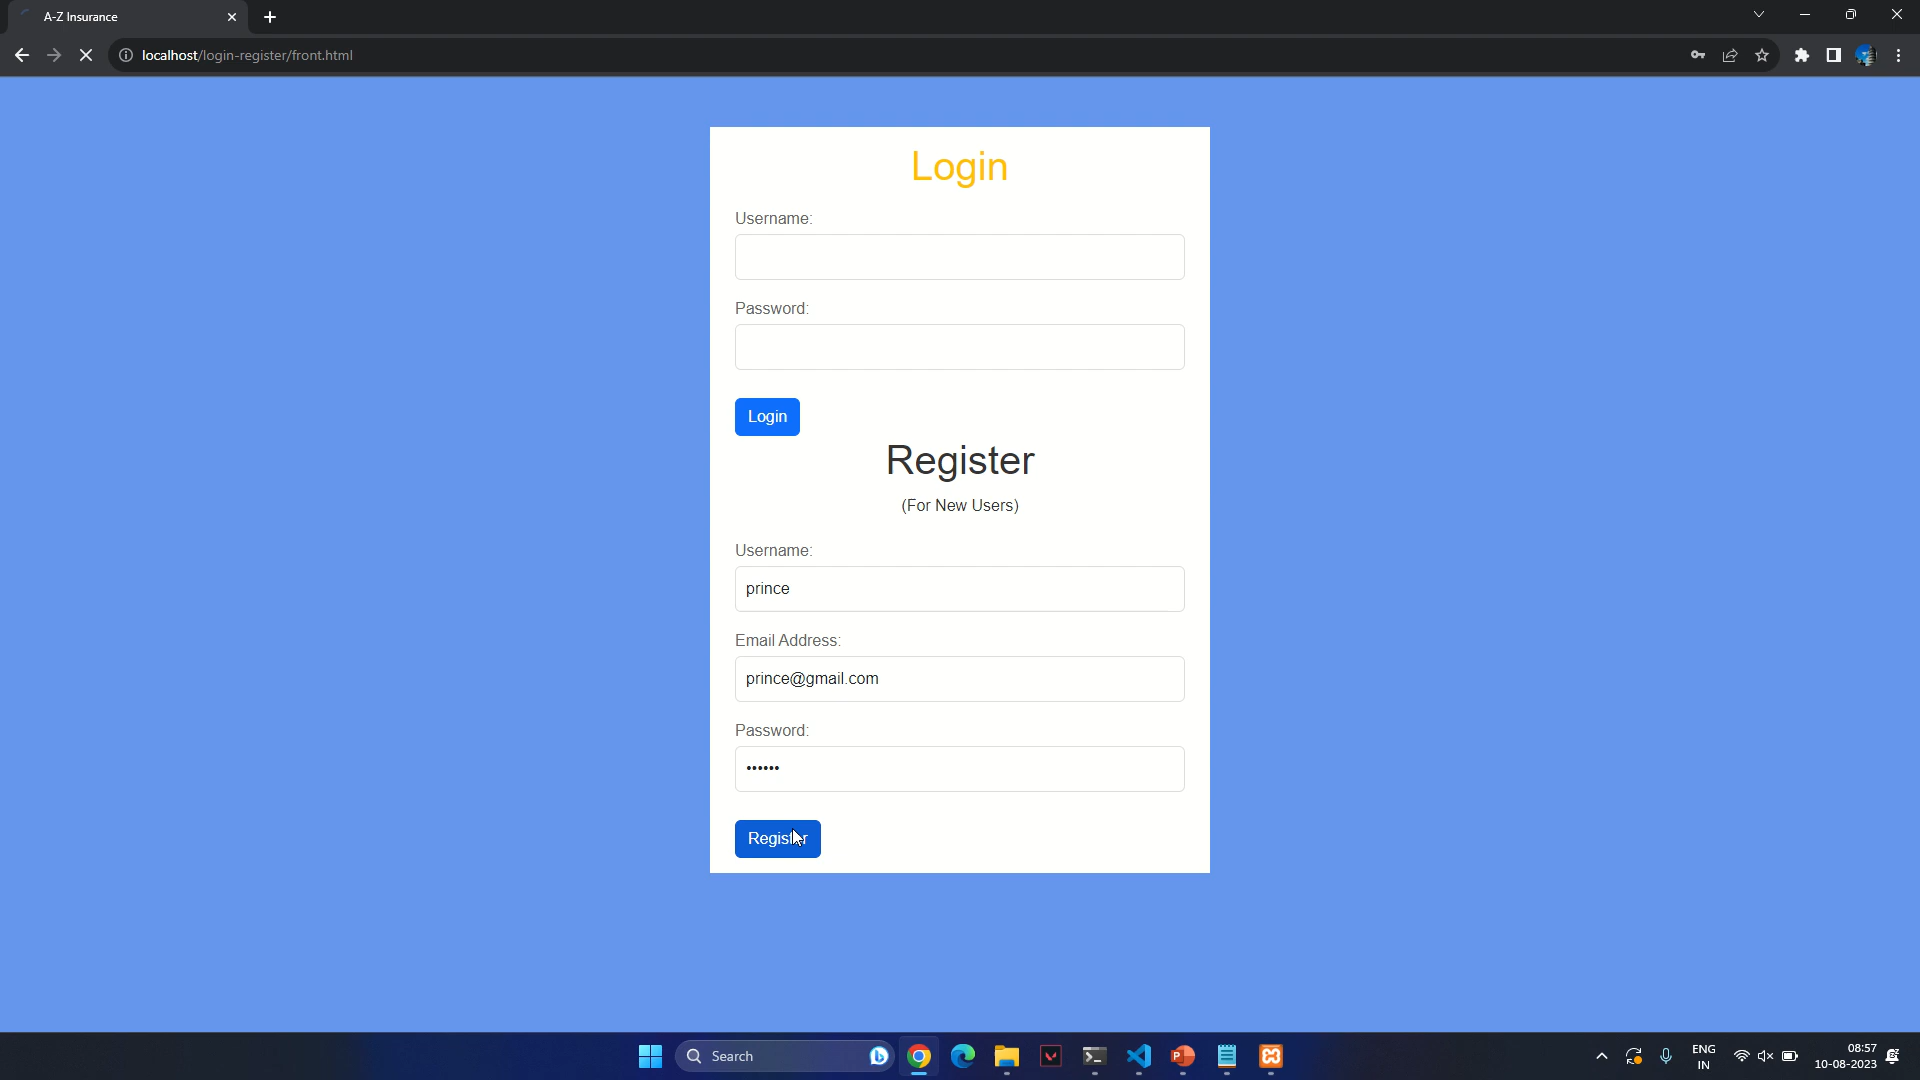 A-Z Insurance
localhost/login-register/front.html
Login
Username:
Password:
Login
Register
(For New Users)
Username:
prince
Email Address:
prince@gmail.com
Password:
••••••
Register
Search
ENG
IN
08:57
10-08-2023